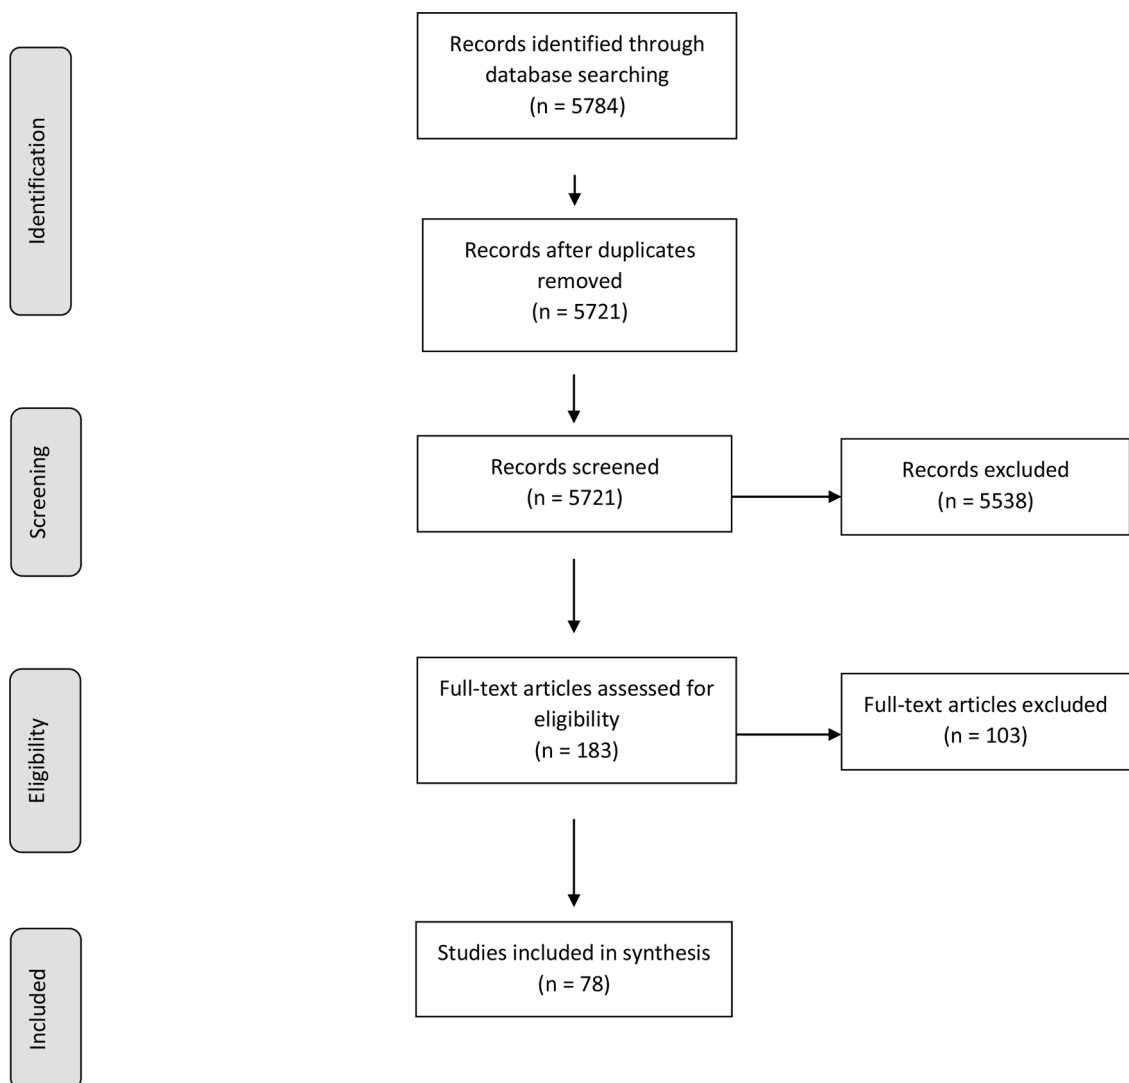 Identification
Records identified through
database searching
(n = 5784)
Records after duplicates
removed
(n = 5721)
Screening
Records screened
(n = 5721)
Records excluded
(n = 5538)
Eligibility
Full-text articles assessed for
eligibility
(n = 183)
Full-text articles excluded
(n = 103)
Included
Studies included in synthesis
(n = 78)